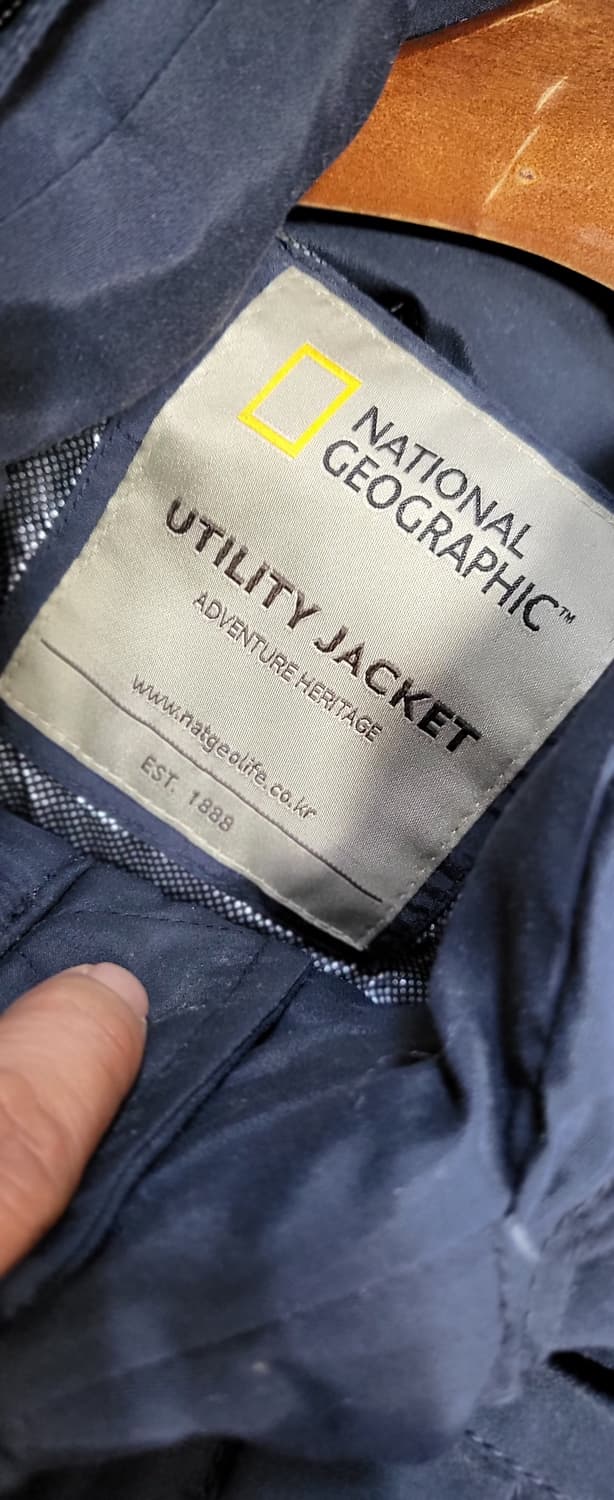 NATIONAL
GEOGRAPHIC™
UTILITY JACKET
ADVENTURE HERITAGE
www.natgeolife.co.kr
EST. 1888